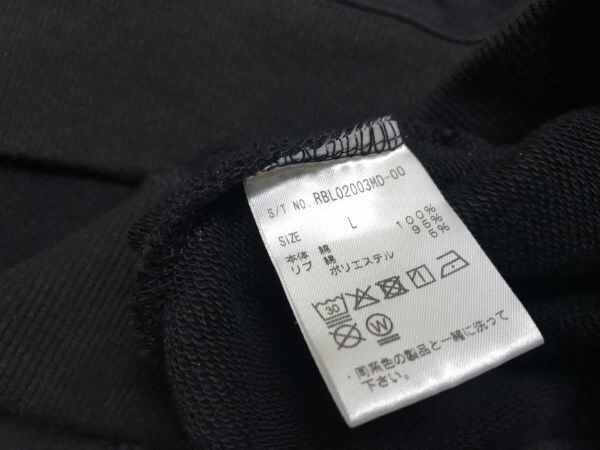 S/T NO. RBL02003MD-00
SIZE L
本体 綿 100%
リブ 綿 95%
ポリエステル 5%
30
W
・同系色の製品と一緒に洗って
下さい。